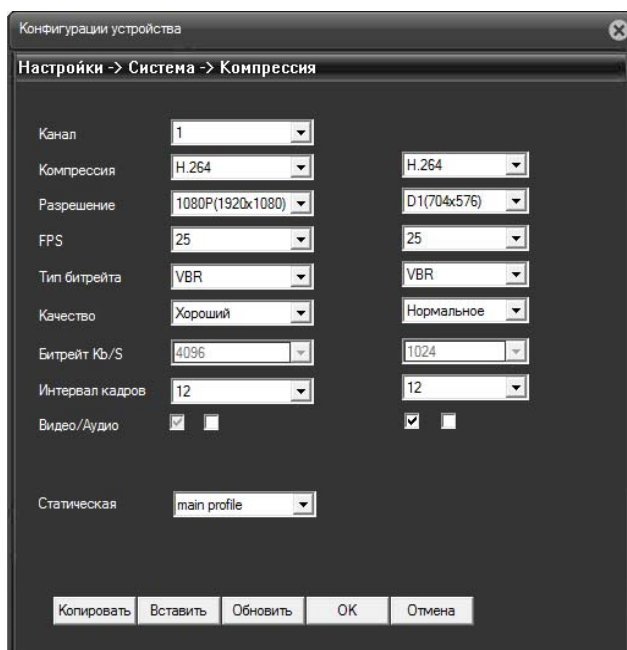 Конфигурации устройства
Настройки -> Система -> Компрессия
Канал 1
Компрессия H.264 H.264
Разрешение 1080P(1920x1080) D1(704x576)
FPS 25 25
Тип битрейта VBR VBR
Качество Хороший Нормальное
Битрейт Kb/S 4096 1024
Интервал кадров 12 12
Видео/Аудио
Статическая main profile
Копировать Вставить Обновить OK Отмена